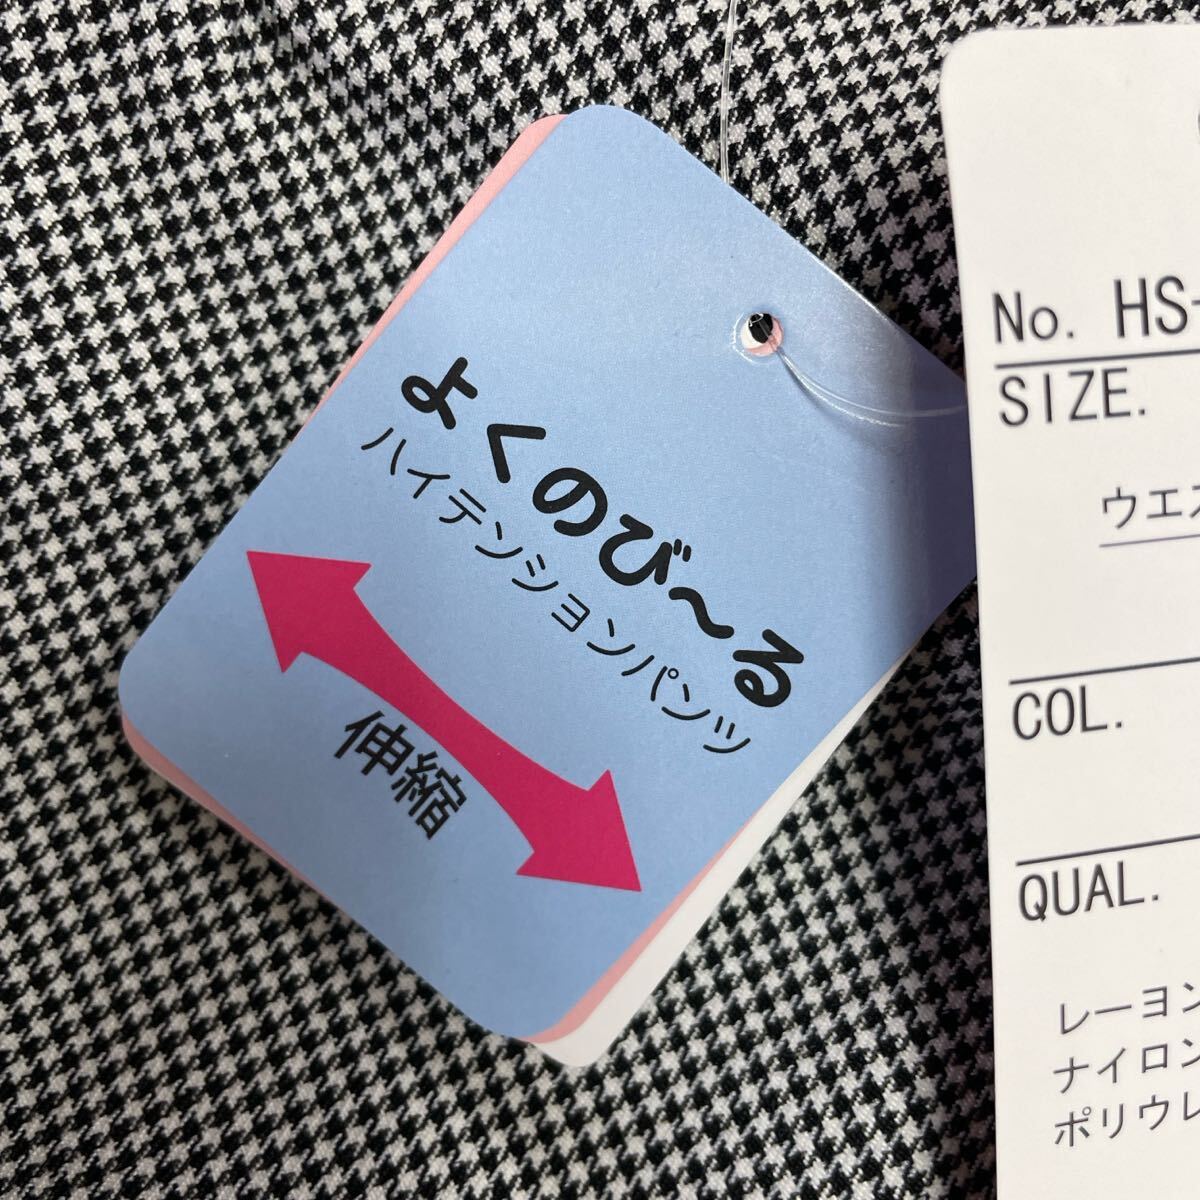 よくのび〜る
ハイテンションパンツ
伸縮
No. HS-
SIZE.
ウエス
COL.
QUAL.
レーヨン
ナイロン
ポリウレ